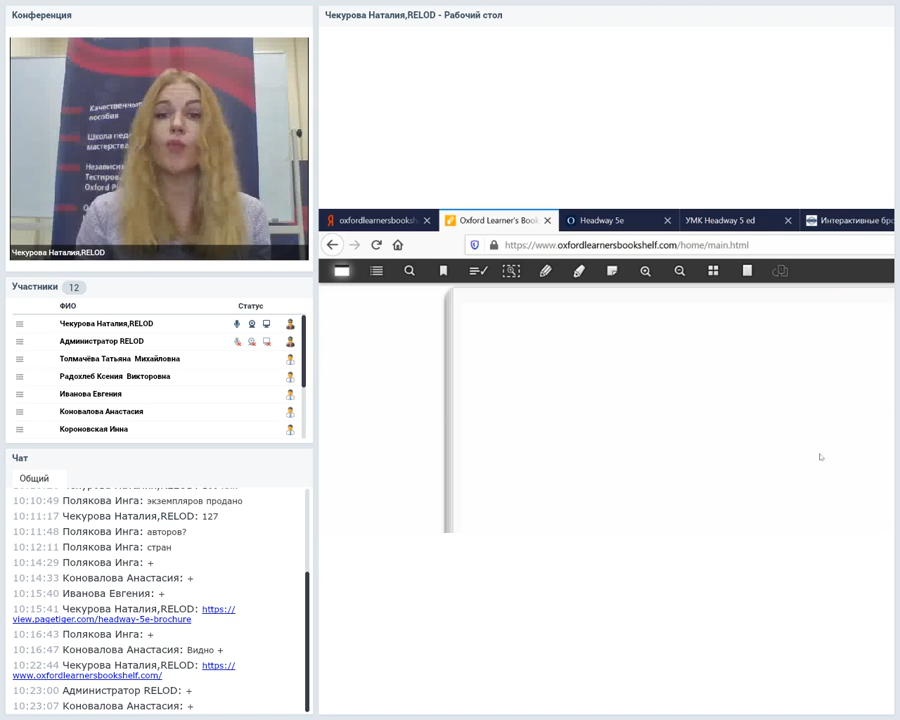 Конференция
Качественные
пособия
Школа пед
мастерства
Независи
Тестиров
Oxford Pl
Чекурова Наталия,RELOD
Участники 12
ФИО Статус
Чекурова Наталия,RELOD
Администратор RELOD
Толмачёва Татьяна Михайловна
Радохлеб Ксения Викторовна
Иванова Евгения
Коновалова Анастасия
Короновская Инна
Чат
Общий
10:10:49 Полякова Инга: экземпляров продано
10:11:17 Чекурова Наталия,RELOD: 127
10:11:48 Полякова Инга: авторов?
10:12:11 Полякова Инга: стран
10:14:29 Полякова Инга: +
10:14:33 Коновалова Анастасия: +
10:15:40 Иванова Евгения: +
10:15:41 Чекурова Наталия,RELOD: https://
view.pagetiger.com/headway-5e-brochure
10:16:43 Полякова Инга: +
10:16:47 Коновалова Анастасия: Видно +
10:22:44 Чекурова Наталия,RELOD: https://
www.oxfordlearnersbookshelf.com/
10:23:00 Администратор RELOD: +
10:23:07 Коновалова Анастасия: +
Чекурова Наталия,RELOD - Рабочий стол
oxfordlearnersbooksh Oxford Learner's Boo Headway 5e УМК Headway 5 ed Интерактивные бро
https://www.oxfordlearnersbookshelf.com/home/main.html